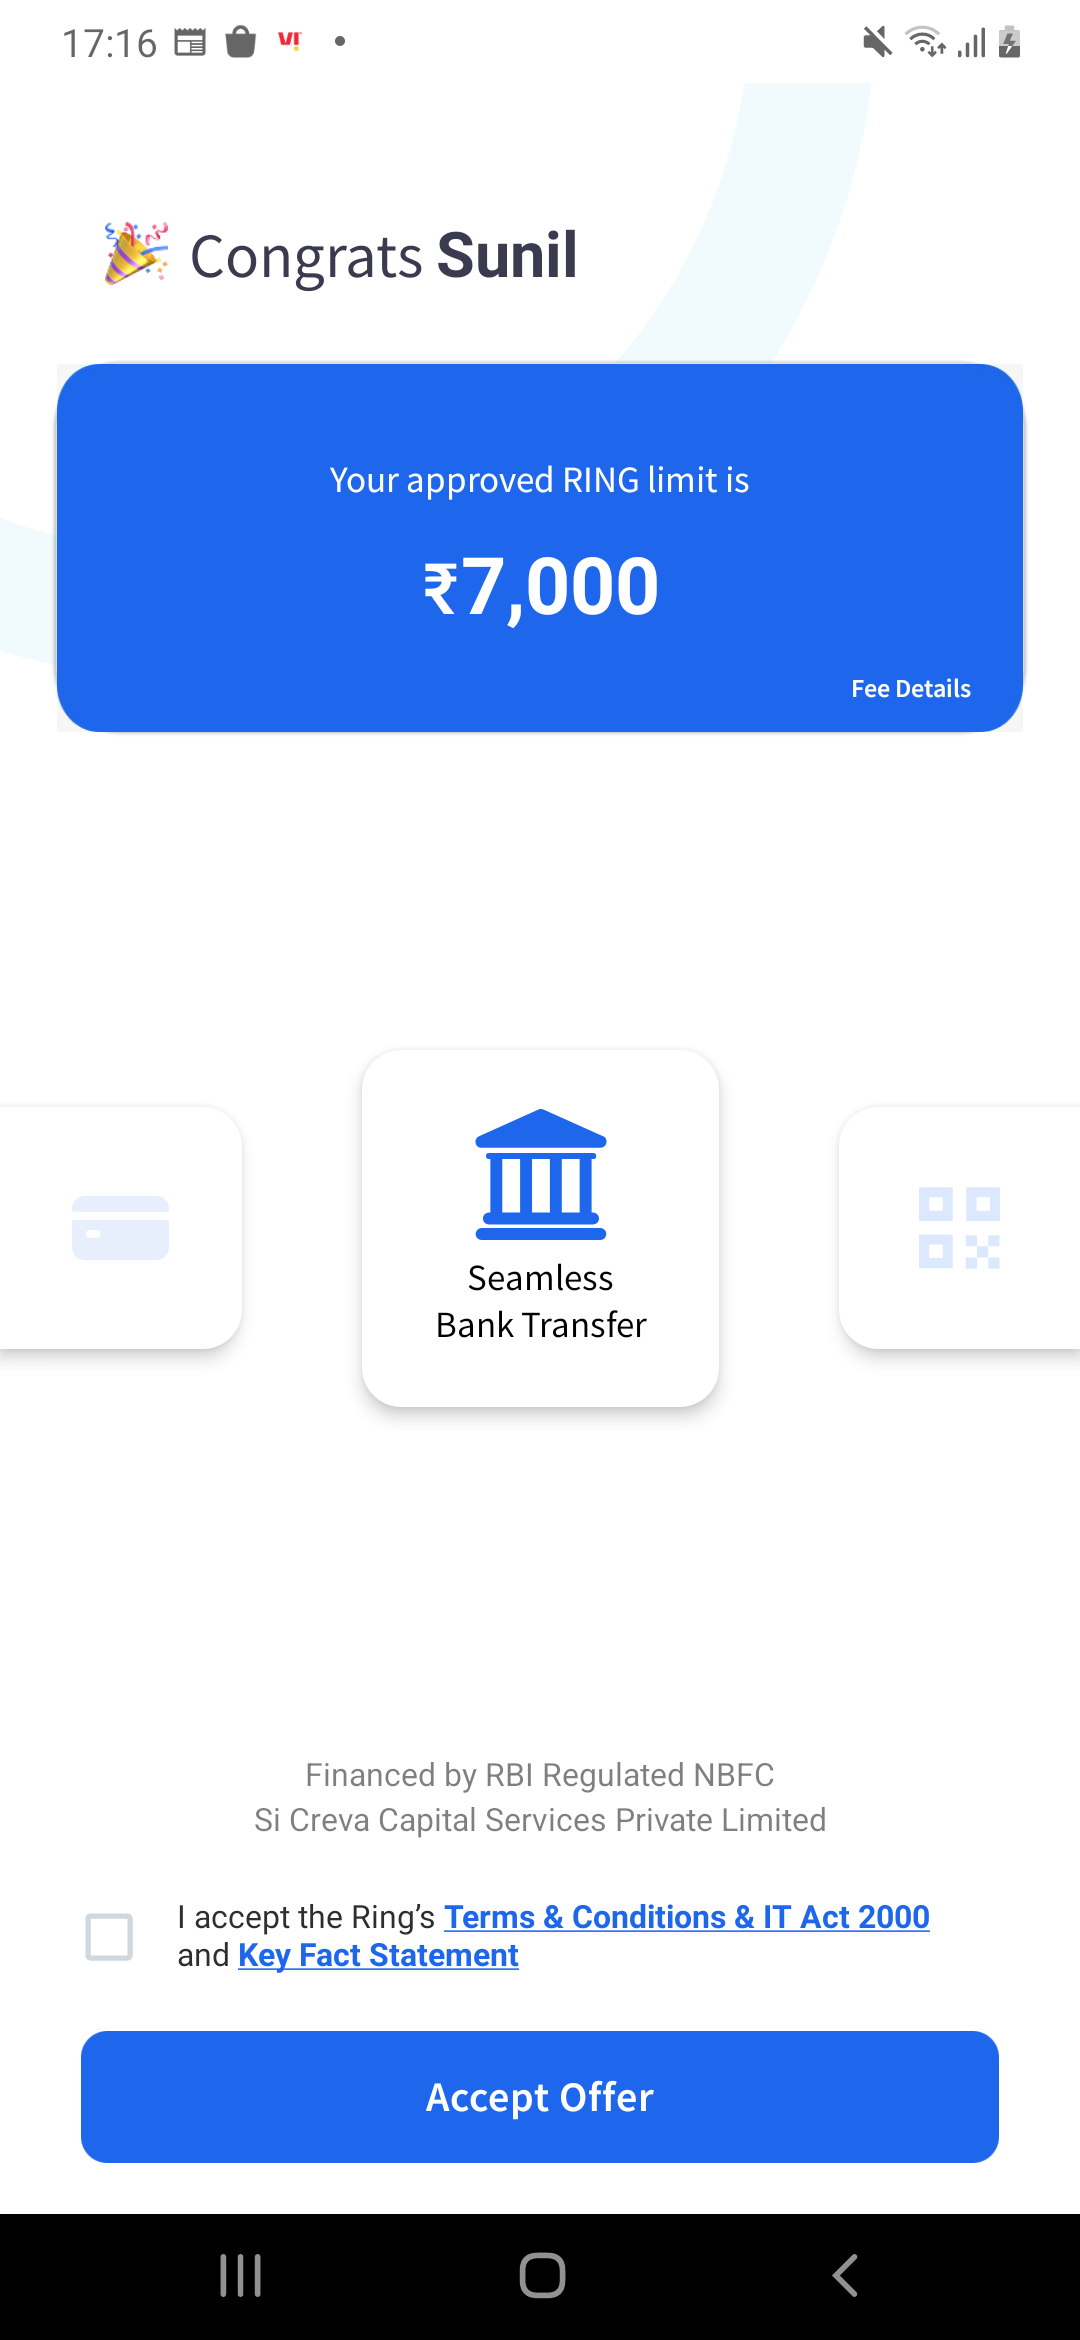 17:16
VI!
🎉 Congrats Sunil
Your approved RING limit is
₹7,000
Fee Details
Seamless
Bank Transfer
Financed by RBI Regulated NBFC
Si Creva Capital Services Private Limited
I accept the Ring’s Terms & Conditions & IT Act 2000
and Key Fact Statement
Accept Offer